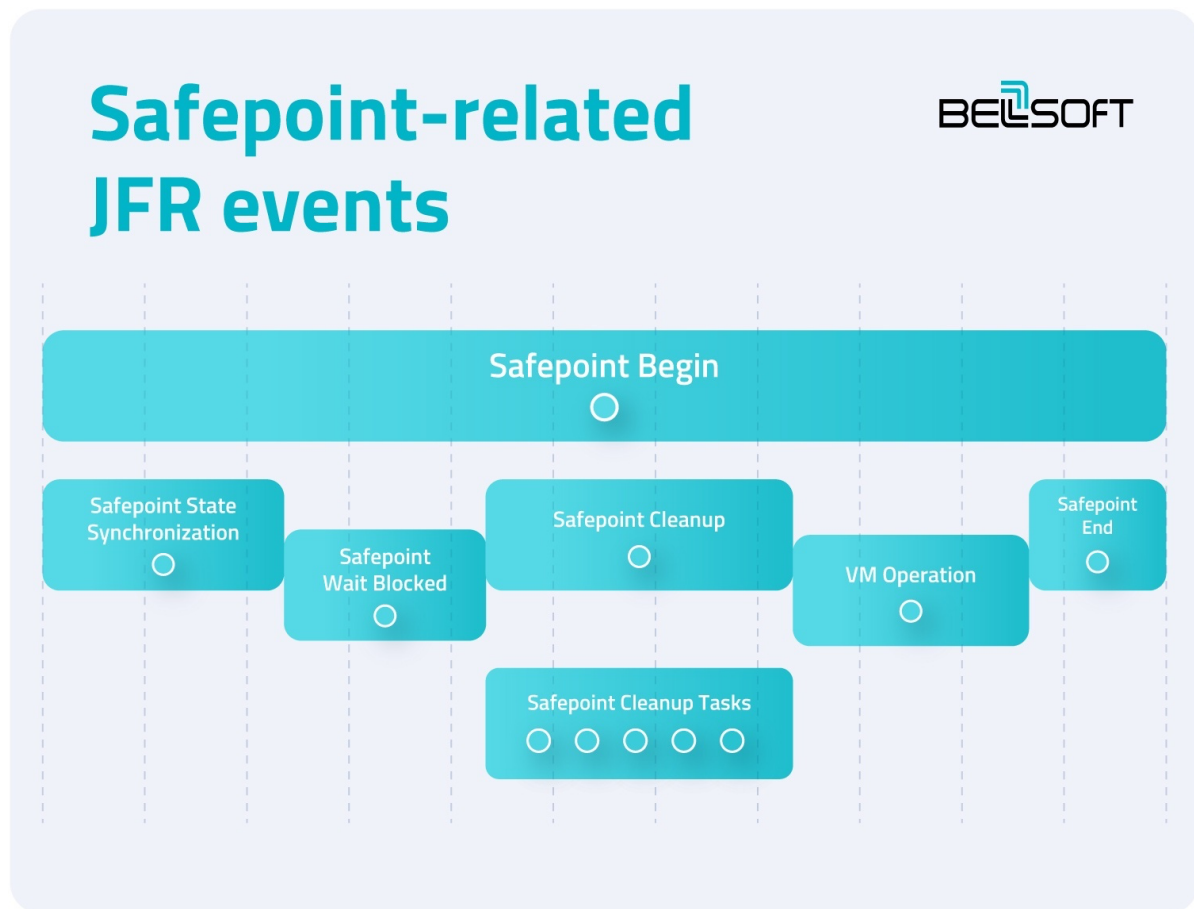 Safepoint-related
JFR events
BELLSOFT
Safepoint Begin
Safepoint State
Synchronization
Safepoint
Wait Blocked
Safepoint Cleanup
VM Operation
Safepoint
End
Safepoint Cleanup Tasks